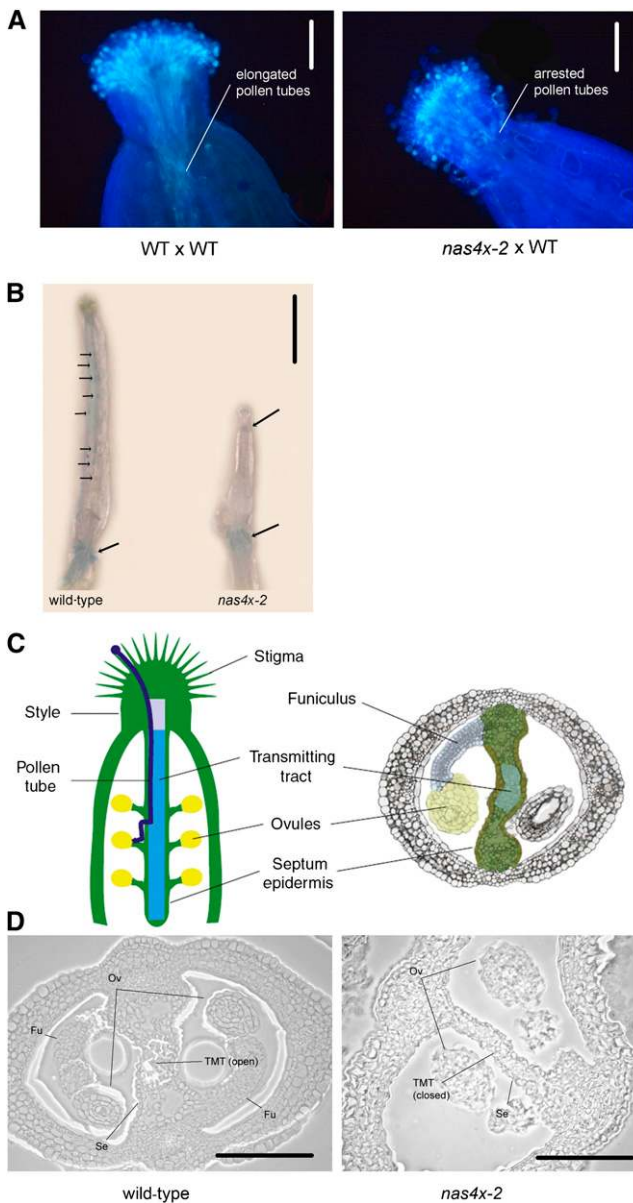 A
elongated
pollen tubes
arrested
pollen tubes
WT x WT
nas4x-2 x WT
B
wild-type
nas4x-2
C
Stigma
Style
Funiculus
Pollen
tube
Transmitting
tract
Ovules
Septum
epidermis
D
Ov
Fu
TMT (open)
Fu
Se
Ov
TMT
(closed)
Se
wild-type
nas4x-2